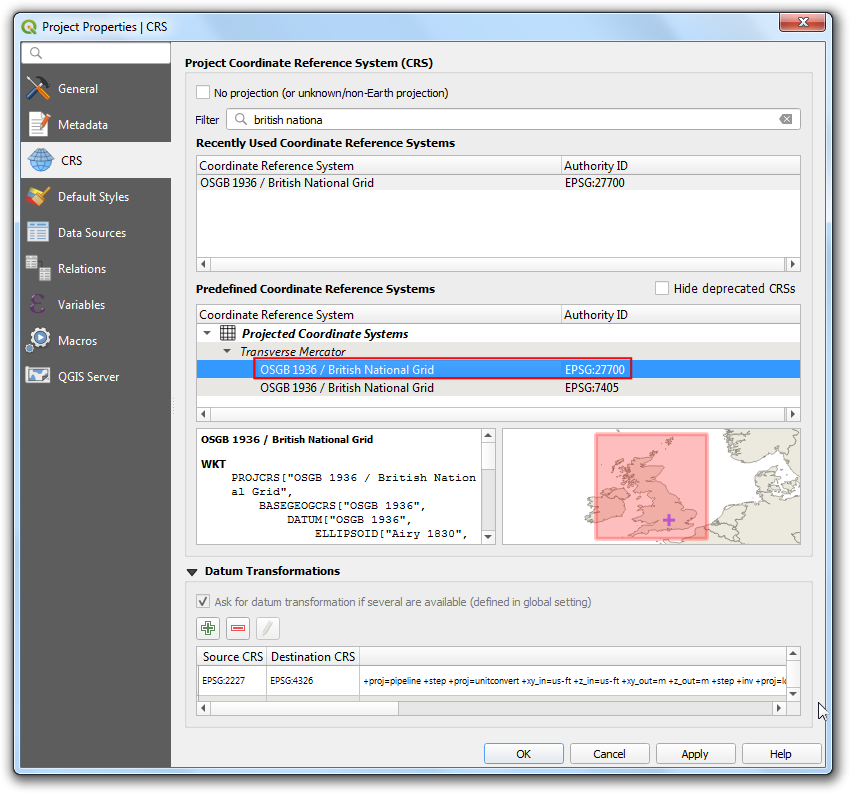 Project Properties | CRS
General
Metadata
CRS
Default Styles
Data Sources
Relations
Variables
Macros
QGIS Server
Project Coordinate Reference System (CRS)
No projection (or unknown/non-Earth projection)
Filter british nationa
Recently Used Coordinate Reference Systems
Coordinate Reference System Authority ID
OSGB 1936 / British National Grid EPSG:27700
Predefined Coordinate Reference Systems Hide deprecated CRSs
Coordinate Reference System Authority ID
Projected Coordinate Systems
Transverse Mercator
OSGB 1936 / British National Grid EPSG:27700
OSGB 1936 / British National Grid EPSG:7405
OSGB 1936 / British National Grid
WKT
PROJCRS["OSGB 1936 / British Nation
al Grid",
BASEGEOGCRS["OSGB 1936",
DATUM["OSGB 1936",
ELLIPSOID["Airy 1830",
Datum Transformations
Ask for datum transformation if several are available (defined in global setting)
Source CRS Destination CRS
EPSG:2227 EPSG:4326 +proj=pipeline +step +proj=unitconvert +xy_in=us-ft +z_in=us-ft +xy_out=m +z_out=m +step +inv +proj=lc
OK Cancel Apply Help